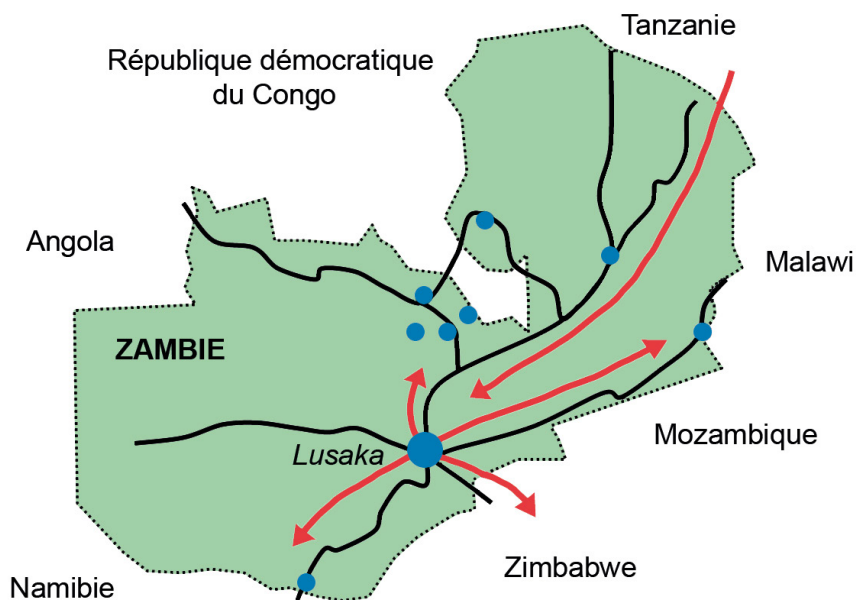 Tanzanie
République démocratique
du Congo
Angola
Malawi
ZAMBIE
Lusaka
Mozambique
Zimbabwe
Namibie